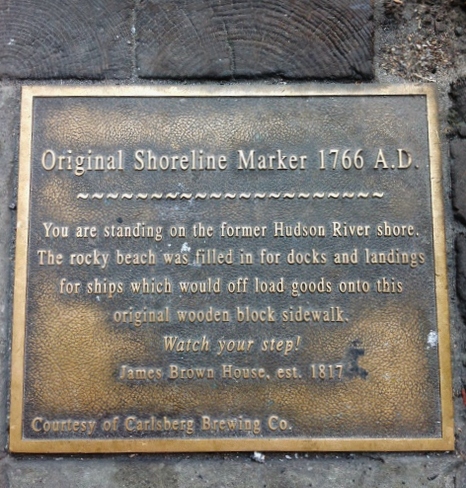 Original Shoreline Marker 1766 A.D.
You are standing on the former Hudson River shore.
The rocky beach was filled in for docks and landings
for ships which would off load goods onto this
original wooden block sidewalk.
Watch your step!
James Brown House, est. 1817
Courtesy of Carlsberg Brewing Co.